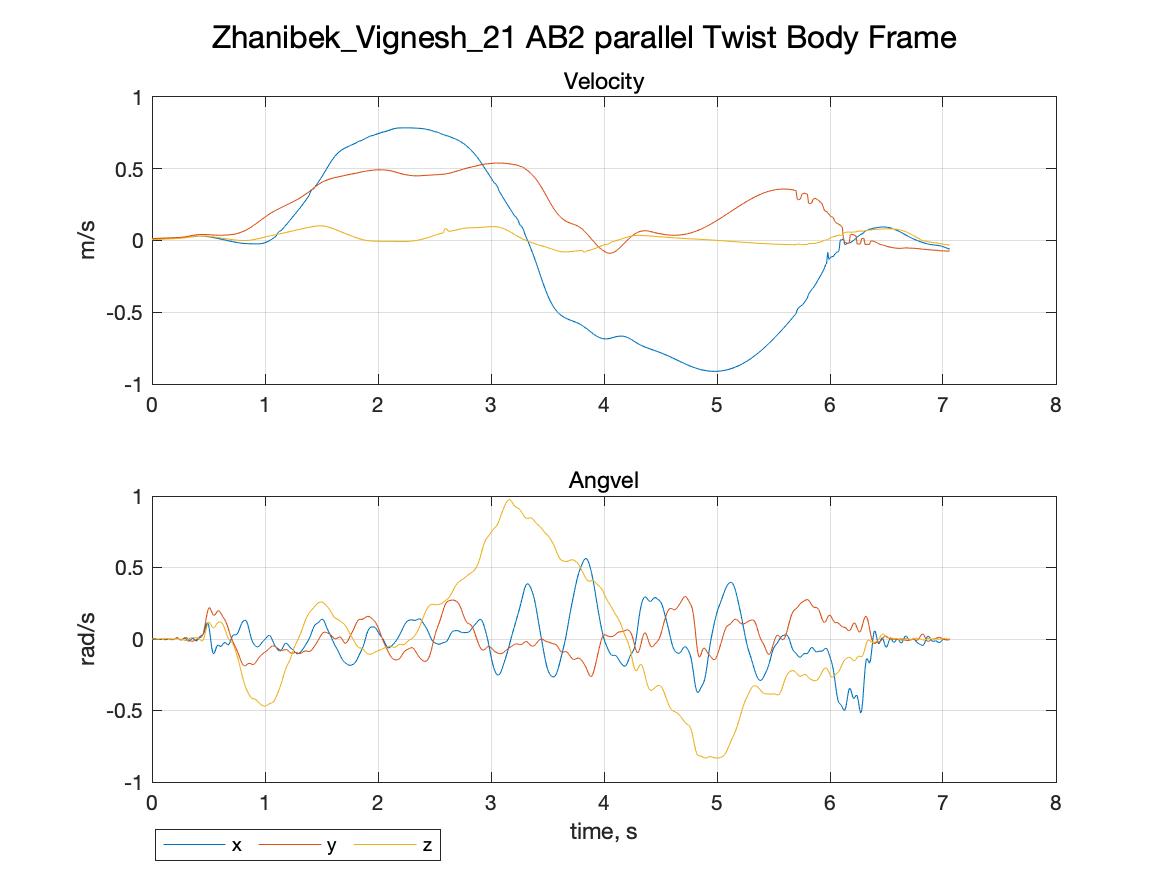 Zhanibek_Vignesh_21 AB2 parallel Twist Body Frame
Velocity
1
0.5
0
-0.5
-1
m/s
0 1 2 3 4 5 6 7 8
Angvel
1
0.5
0
-0.5
-1
rad/s
0 1 2 3 4 5 6 7 8
time, s
x y z